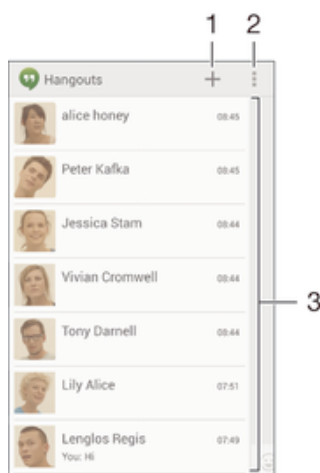 1 2
Hangouts
alice honey 08:45
Peter Kafka 08:45
Jessica Stam 08:44
Vivian Cromwell 08:44
3
Tony Darnell 08:44
Lily Alice 07:51
Lenglos Regis 07:49
You: Hi